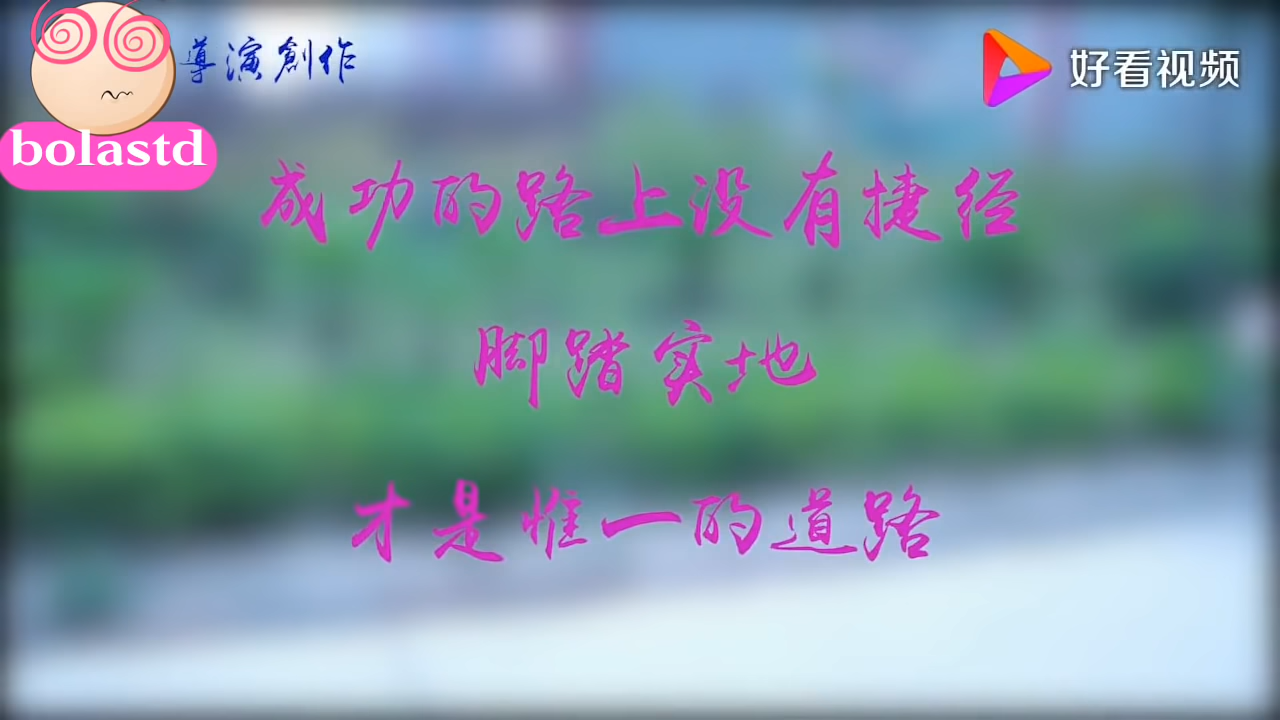 導演創作
好看视频
bolastd
成功的路上没有捷经
脚踏实地
才是惟一的道路